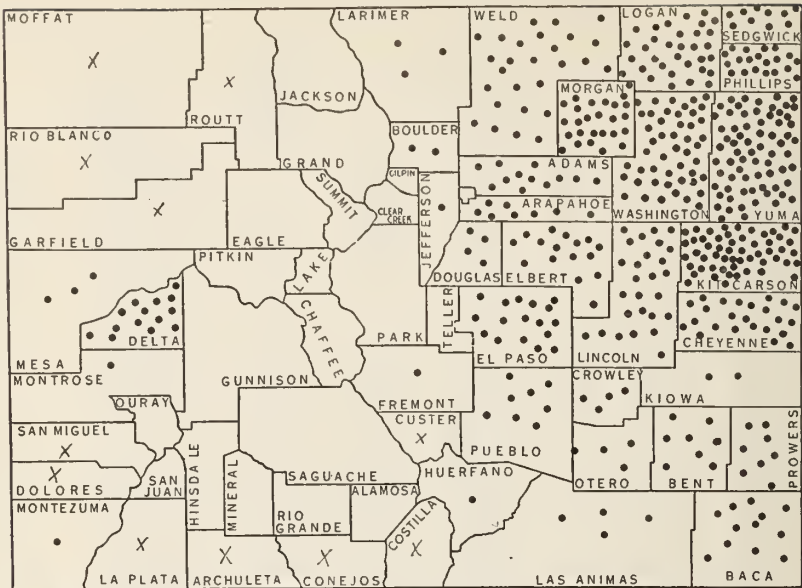 MOFFAT
LARIMER
WELD
LOGAN
SEDGWICK
PHILLIPS
X
X
ROUTT
JACKSON
MORGAN
RIO BLANCO
BOULDER
X
GRAND
GILPIN
ADAMS
SUMMIT
CLEAR CREEK
JEFFERSON
ARAPAHOE
WASHINGTON
YUMA
X
GARFIELD
EAGLE
PITKIN
LAKE
DOUGLAS
ELBERT
KIT CARSON
DELTA
CHAFFEE
PARK
TELLER
EL PASO
LINCOLN
CHEYENNE
MESA
MONTROSE
GUNNISON
CROWLEY
KIOWA
OURAY
FREMONT
CUSTER
X
PUEBLO
SAN MIGUEL
X
HINSDALE
MINERAL
SAGUACHE
HUERFANO
OTERO
BENT
PROWERS
X
DOLORES
SAN JUAN
ALAMOSA
MONTEZUMA
RIO GRANDE
COSTILLA
X
X
X
X
LA PLATA
ARCHULETA
CONEJOS
LAS ANIMAS
BACA